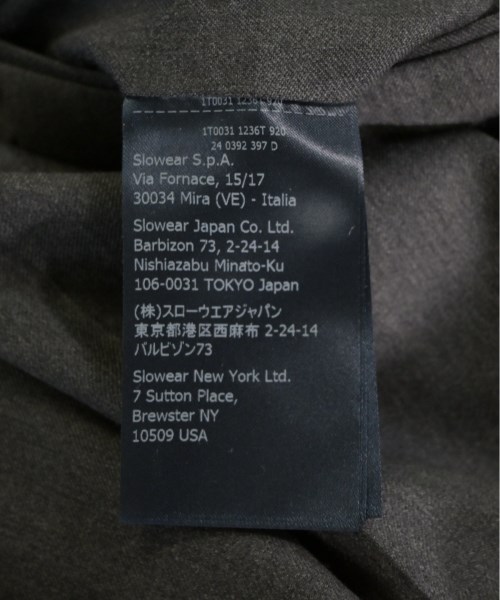 1T0031 1236T 920
1T0031 1236T 920
24 0392 397 D
Slowear S.p.A.
Via Fornace, 15/17
30034 Mira (VE) - Italia
Slowear Japan Co. Ltd.
Barbizon 73, 2-24-14
Nishiazabu Minato-Ku
106-0031 TOKYO Japan
(株)スローウエアジャパン
東京都港区西麻布 2-24-14
バルビゾン73
Slowear New York Ltd.
7 Sutton Place,
Brewster NY
10509 USA